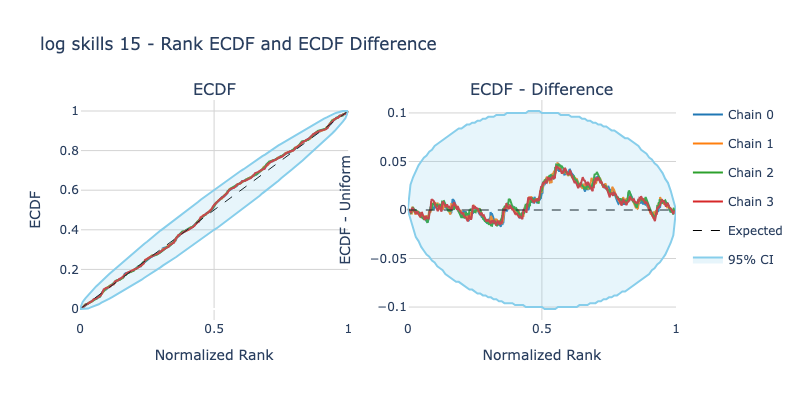 log skills 15 - Rank ECDF and ECDF Difference
ECDF
ECDF
1
0.8
0.6
0.4
0.2
0
0
0.5
1
Normalized Rank
ECDF - Difference
ECDF - Uniform
0.1
0.05
0
−0.05
−0.1
0
0.5
1
Normalized Rank
Chain 0
Chain 1
Chain 2
Chain 3
Expected
95% CI